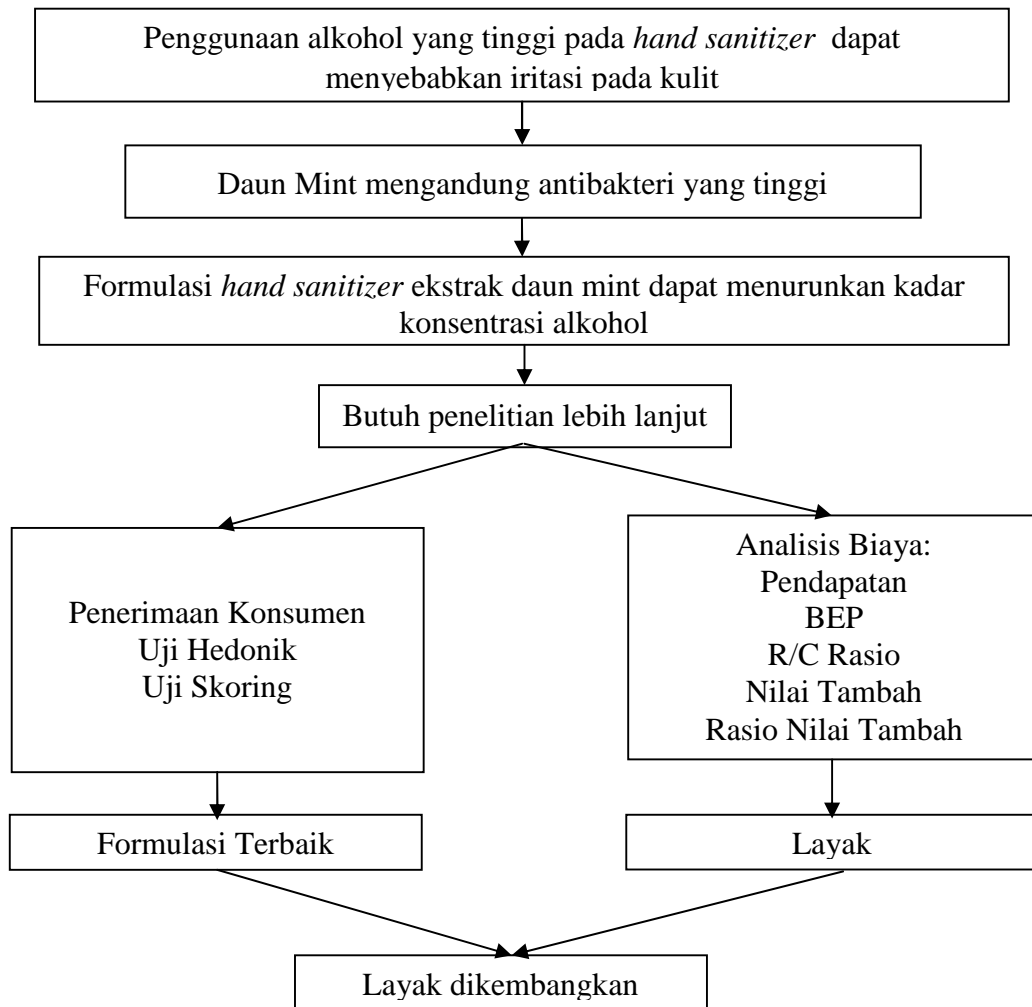 Penggunaan alkohol yang tinggi pada hand sanitizer dapat
menyebabkan iritasi pada kulit
Daun Mint mengandung antibakteri yang tinggi
Formulasi hand sanitizer ekstrak daun mint dapat menurunkan kadar
konsentrasi alkohol
Butuh penelitian lebih lanjut
Penerimaan Konsumen
Uji Hedonik
Uji Skoring
Analisis Biaya:
Pendapatan
BEP
R/C Rasio
Nilai Tambah
Rasio Nilai Tambah
Formulasi Terbaik
Layak
Layak dikembangkan